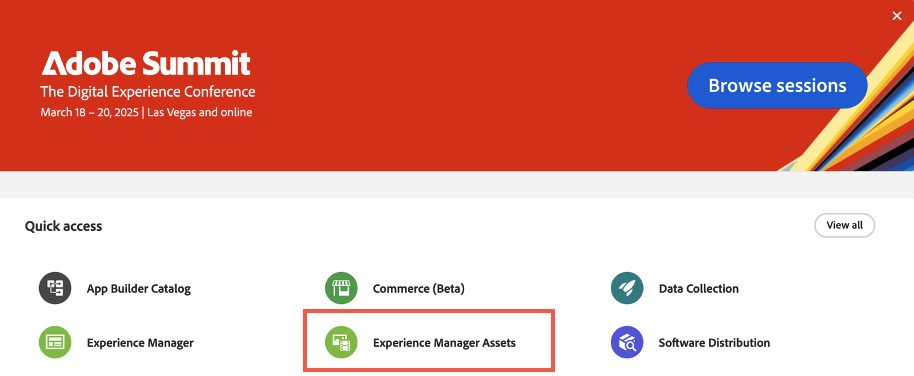 Adobe Summit
The Digital Experience Conference
March 18 – 20, 2025 | Las Vegas and online
Browse sessions
Quick access
View all
App Builder Catalog
Commerce (Beta)
Data Collection
Experience Manager
Experience Manager Assets
Software Distribution